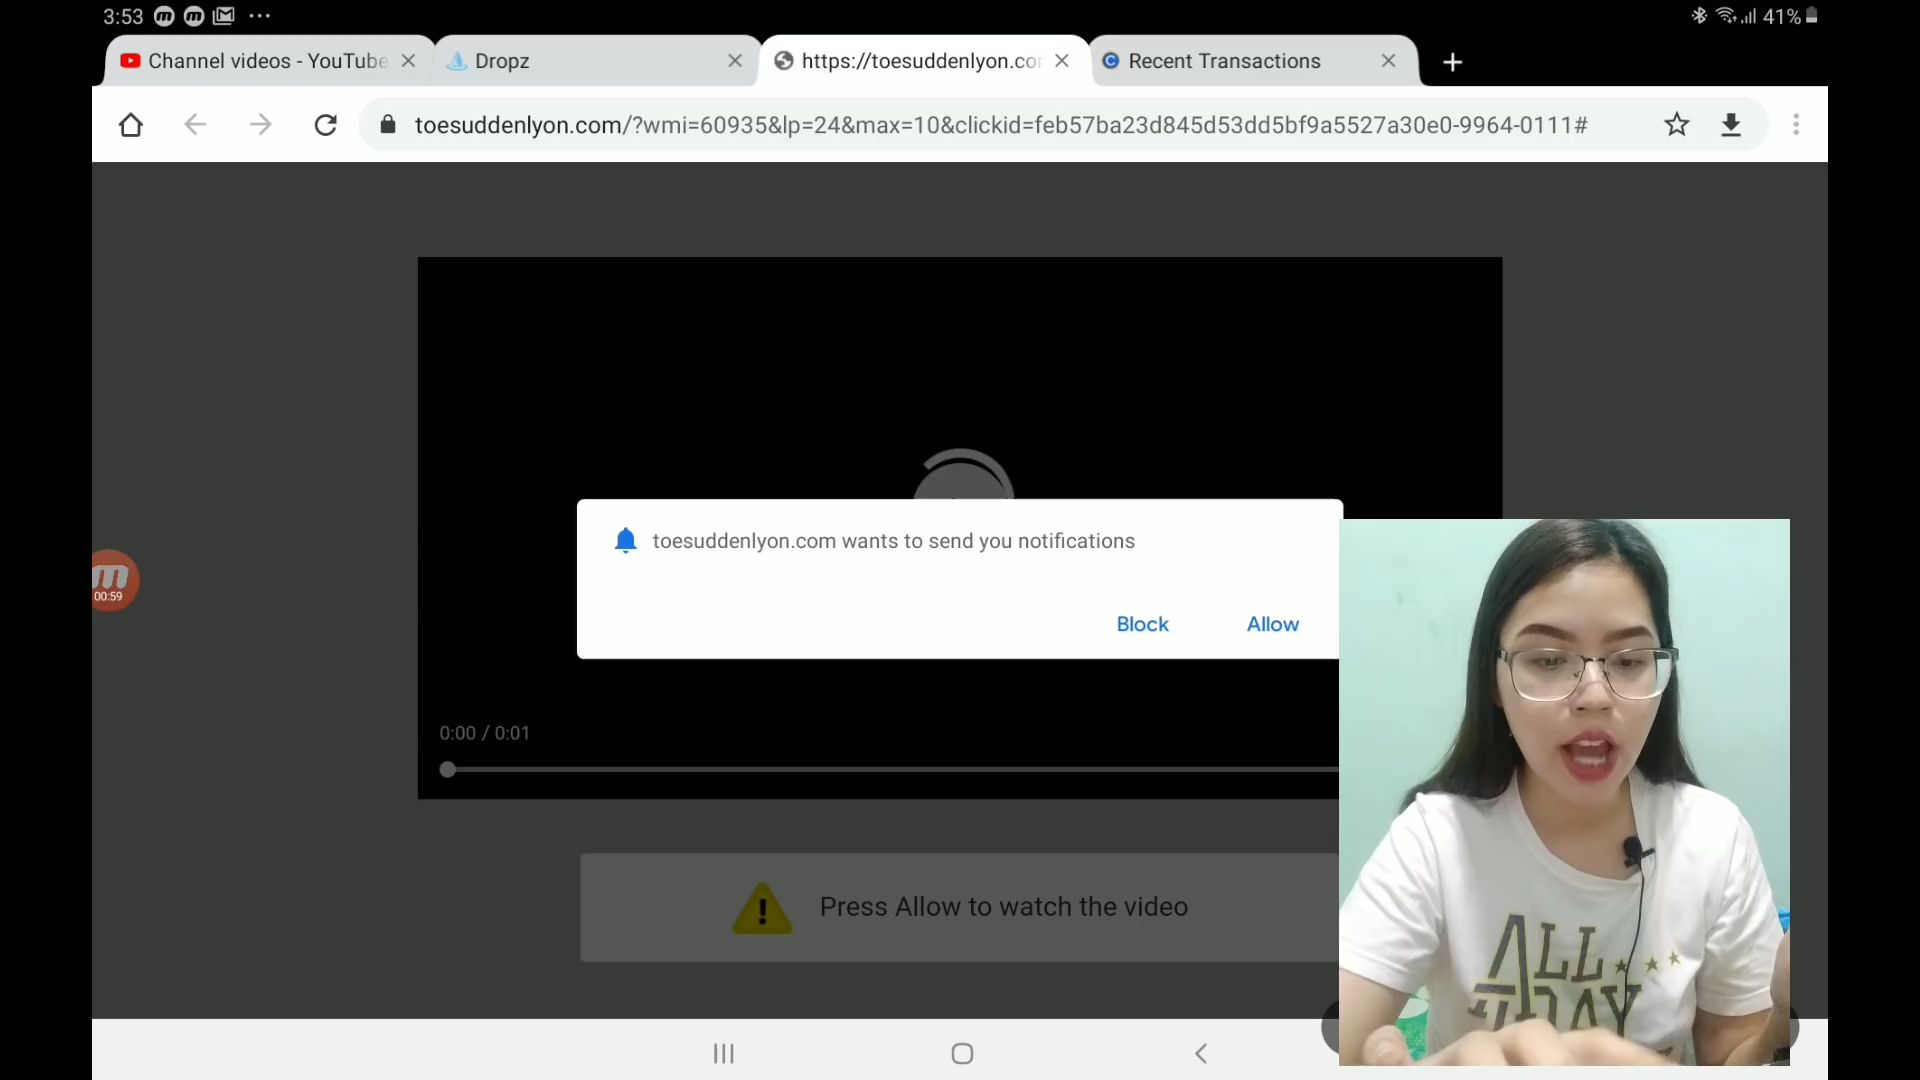 3:53
41%
Channel videos - YouTube
Dropz
https://toesuddenlyon.co
Recent Transactions
toesuddenlyon.com/?wmi=60935&lp=24&max=10&clickid=feb57ba23d845d53dd5bf9a5527a30e0-9964-0111#
toesuddenlyon.com wants to send you notifications
Block
Allow
00:59
0:00 / 0:01
Press Allow to watch the video
ALL
DAY